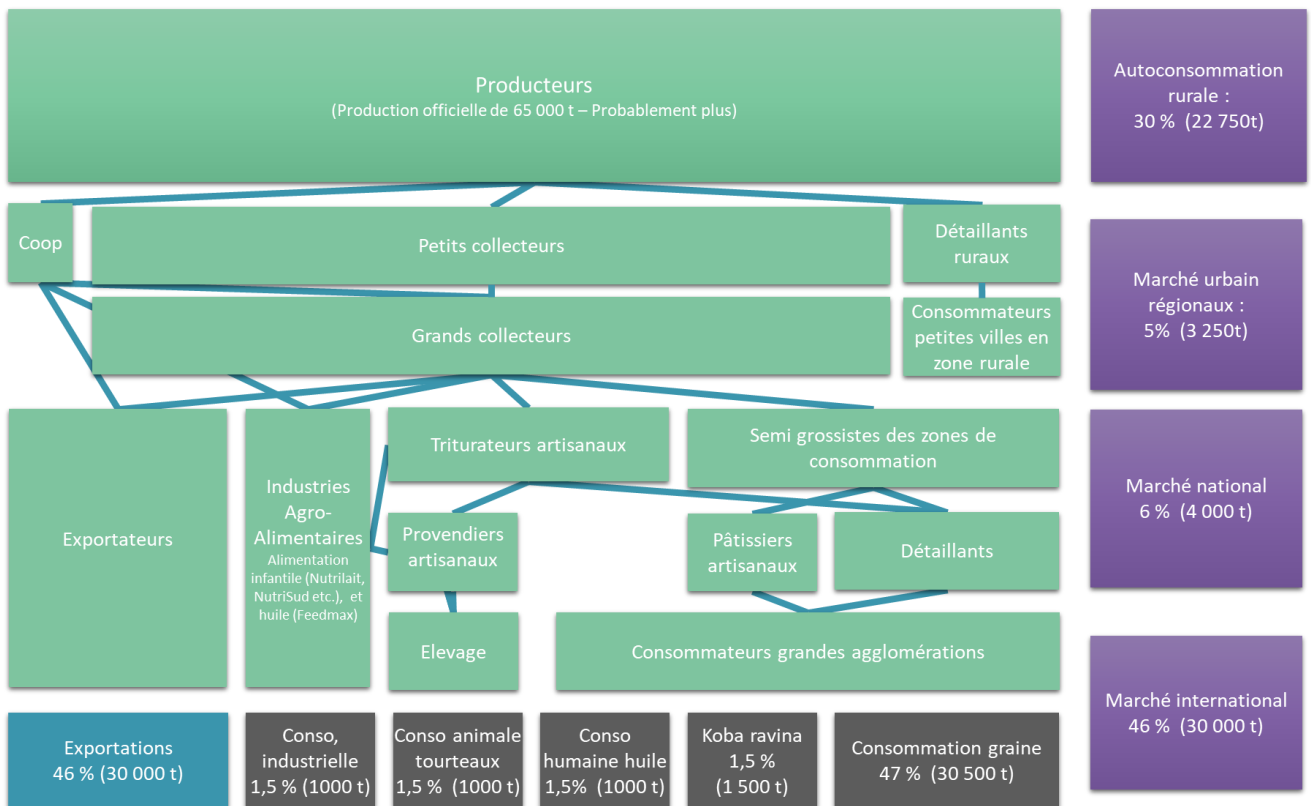 Producteurs
(Production officielle de 65 000 t – Probablement plus)
Autoconsommation
rurale :
30 % (22 750t)
Coop
Petits collecteurs
Détaillants
ruraux
Marché urbain
régionaux :
5% (3 250t)
Grands collecteurs
Consommateurs
petites villes en
zone rurale
Exportateurs
Industries
Agro-
Alimentaires
Alimentation
infantile (Nutrilait,
NutriSud etc.), et
huile (Feedmax)
Triturateurs artisanaux
Semi grossistes des zones de
consommation
Marché national
6 % (4 000 t)
Provendiers
artisanaux
Pâtissiers
artisanaux
Détaillants
Elevage
Consommateurs grandes agglomérations
Marché international
46 % (30 000 t)
Exportations
46 % (30 000 t)
Conso,
industrielle
1,5 % (1000 t)
Conso animale
tourteaux
1,5 % (1000 t)
Conso
humaine huile
1,5% (1000 t)
Koba ravina
1,5 %
(1 500 t)
Consommation graine
47 % (30 500 t)